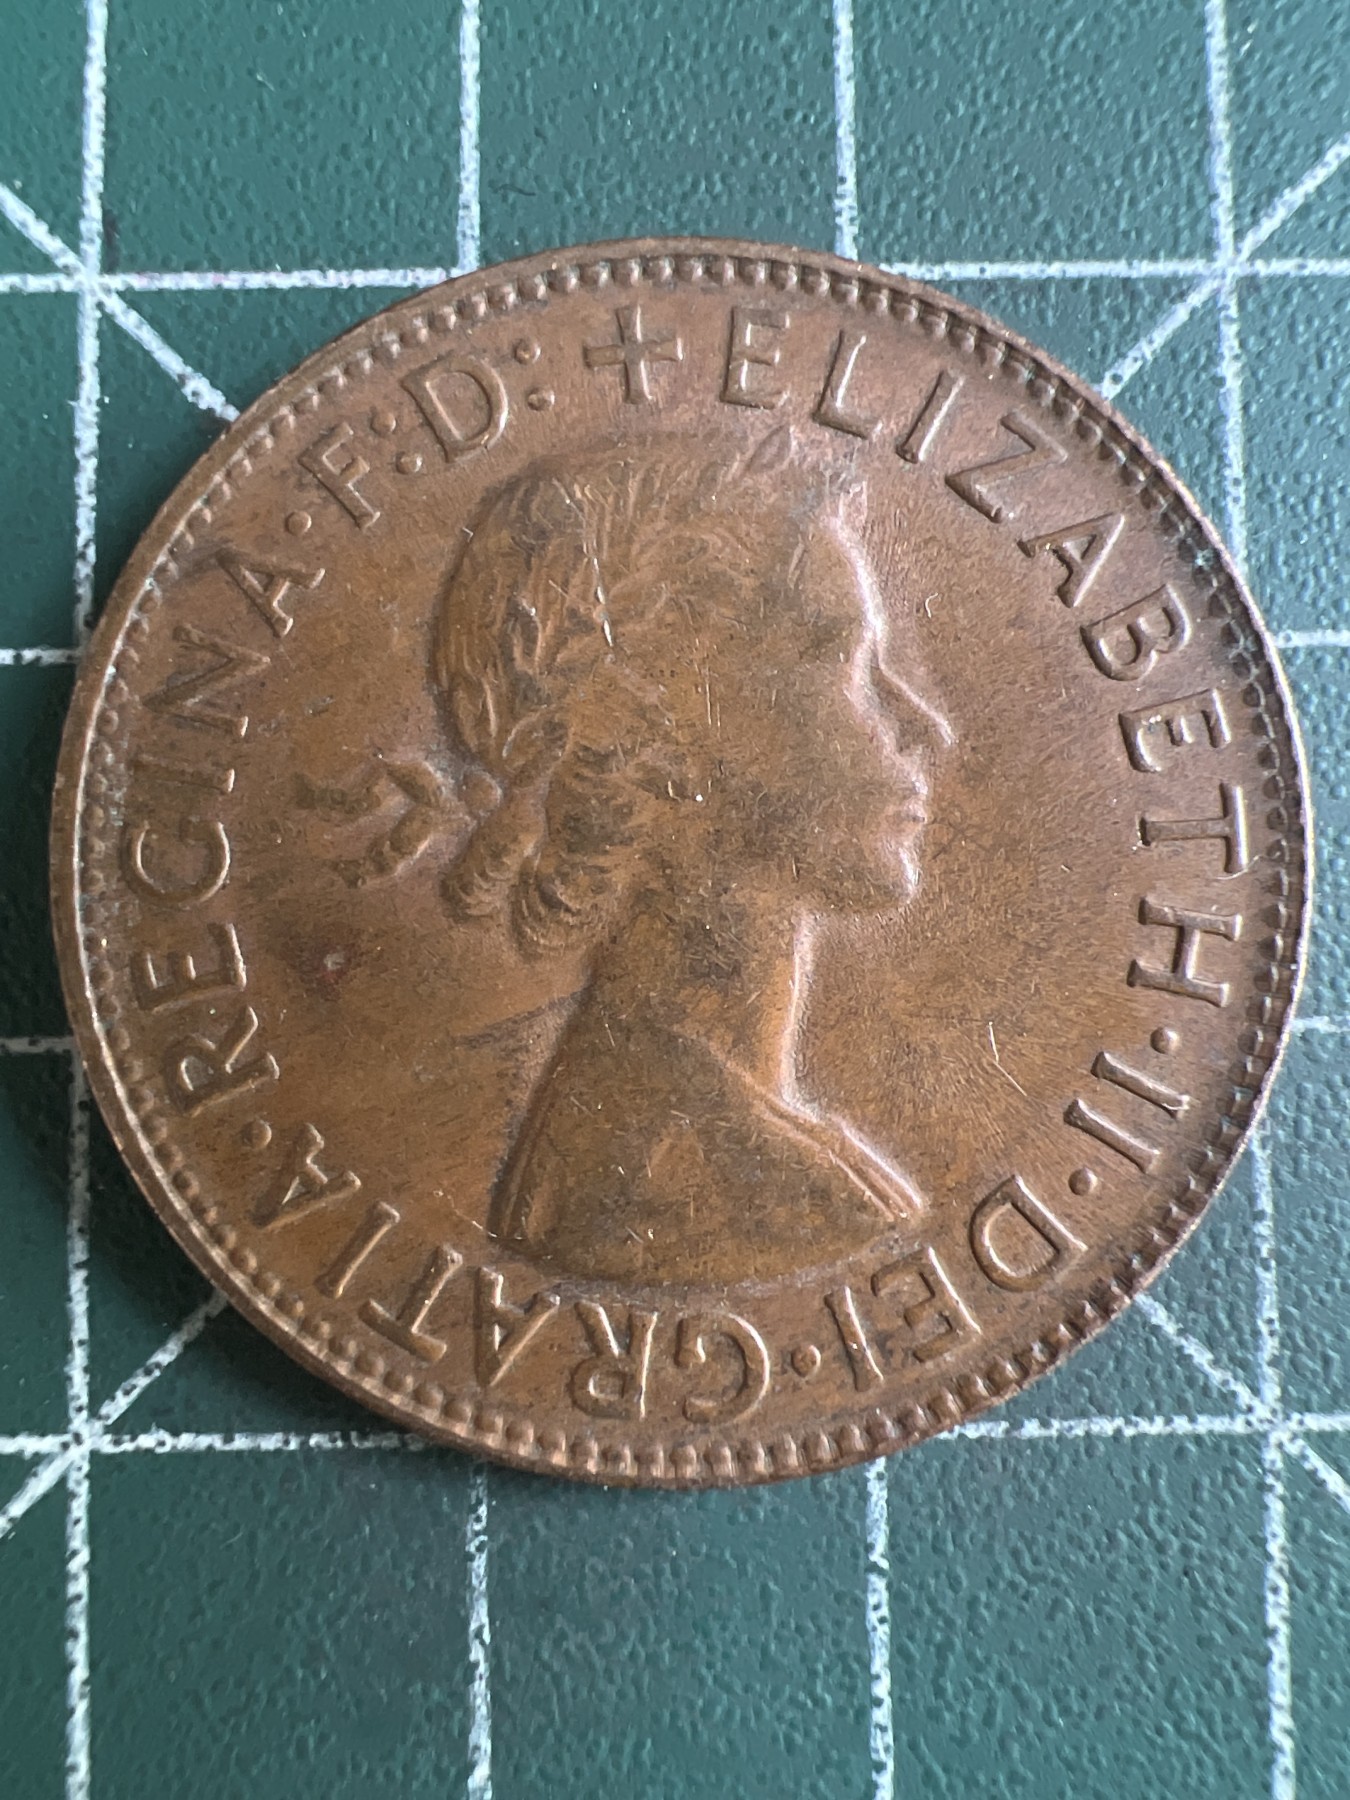 + ELIZABETH · II · DEI · GRATIA · REGINA · F: D: